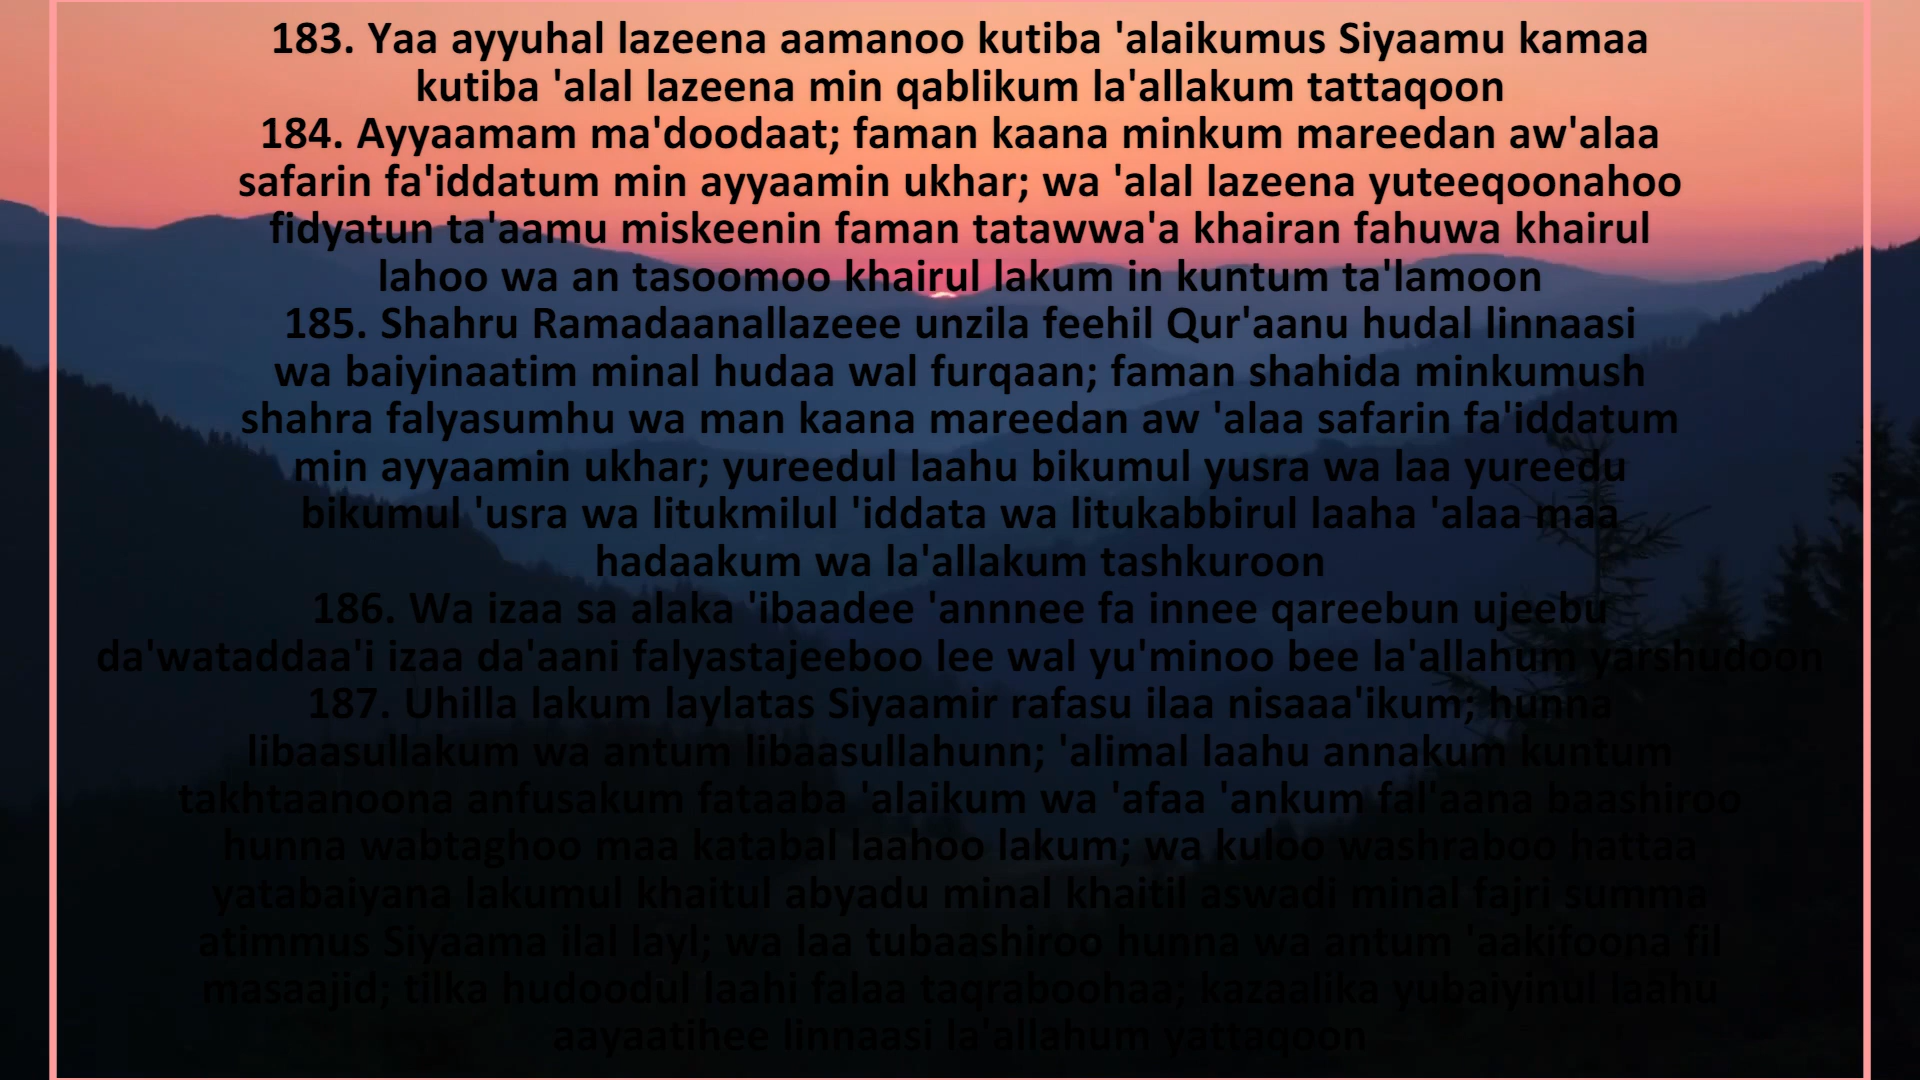 183. Yaa ayyuhal lazeena aamanoo kutiba 'alaikumus Siyaamu kamaa
kutiba 'alal lazeena min qablikum la'allakum tattaqoon
184. Ayyaamam ma'doodaat; faman kaana minkum mareedan aw'alaa
safarin fa'iddatum min ayyaamin ukhar; wa 'alal lazeena yuteeqoonahoo
fidyatun ta'aamu miskeenin faman tatawwa'a khairan fahuwa khairul
lahoo wa an tasoomoo khairul lakum in kuntum ta'lamoon
185. Shahru Ramadaanallazeee unzila feehil Qur'aanu hudal linnaasi
wa baiyinaatim minal hudaa wal furqaan; faman shahida minkumush
shahra falyasumhu wa man kaana mareedan aw 'alaa safarin fa'iddatum
min ayyaamin ukhar; yureedul laahu bikumul yusra wa laa yureedu
bikumul 'usra wa litukmilul 'iddata wa litukabbirul laaha 'alaa maa
hadaakum wa la'allakum tashkuroon
186. Wa izaa sa alaka 'ibaadee 'annnee fa innee qareebun ujeebu
da'wataddaa'i izaa da'aani falyastajeeboo lee wal yu'minoo bee la'allahum yarshudoon
187. Uhilla lakum laylatas Siyaamir rafasu ilaa nisaaa'ikum; hunna
libaasullakum wa antum libaasullahunn; 'alimal laahu annakum kuntum
takhtaanoona anfusakum fataaba 'alaikum wa 'afaa 'ankum fal'aana baashiroo
hunna wabtaghoo maa katabal laahoo lakum; wa kuloo washraboo hattaa
yatabaiyana lakumul khaitul abyadu minal khaitil aswadi minal fajri summa
atimmus Siyaama ilal layl; wa laa tubaashiroo hunna wa antum 'aakifoona fil
masaajid; tilka hudoodul laahi falaa taqraboohaa; kazaalika yubaiyinul laahu
aayaatihee linnaasi la'allahum yattaqoon